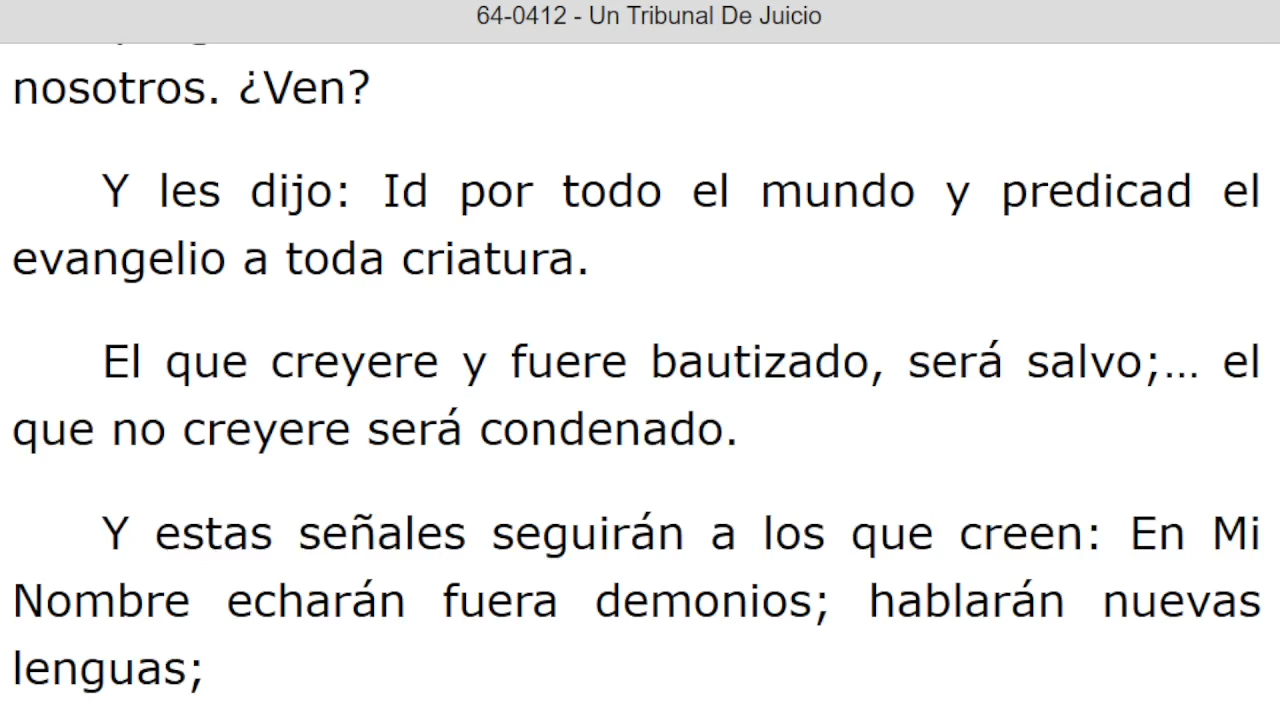 64-0412 - Un Tribunal De Juicio
nosotros. ¿Ven?
Y les dijo: Id por todo el mundo y predicad el
evangelio a toda criatura.
El que creyere y fuere bautizado, será salvo;... el
que no creyere será condenado.
Y estas señales seguirán a los que creen: En Mi
Nombre echarán fuera demonios; hablarán nuevas
lenguas;